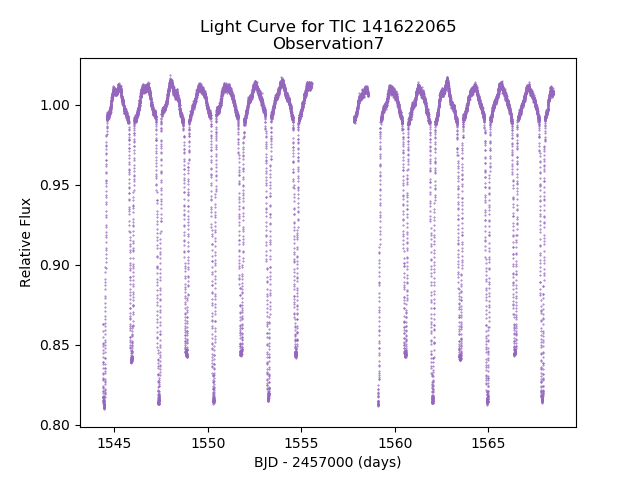 Light Curve for TIC 141622065
Observation7
1.00
0.95
0.90
0.85
0.80
Relative Flux
1545
1550
1555
1560
1565
BJD - 2457000 (days)